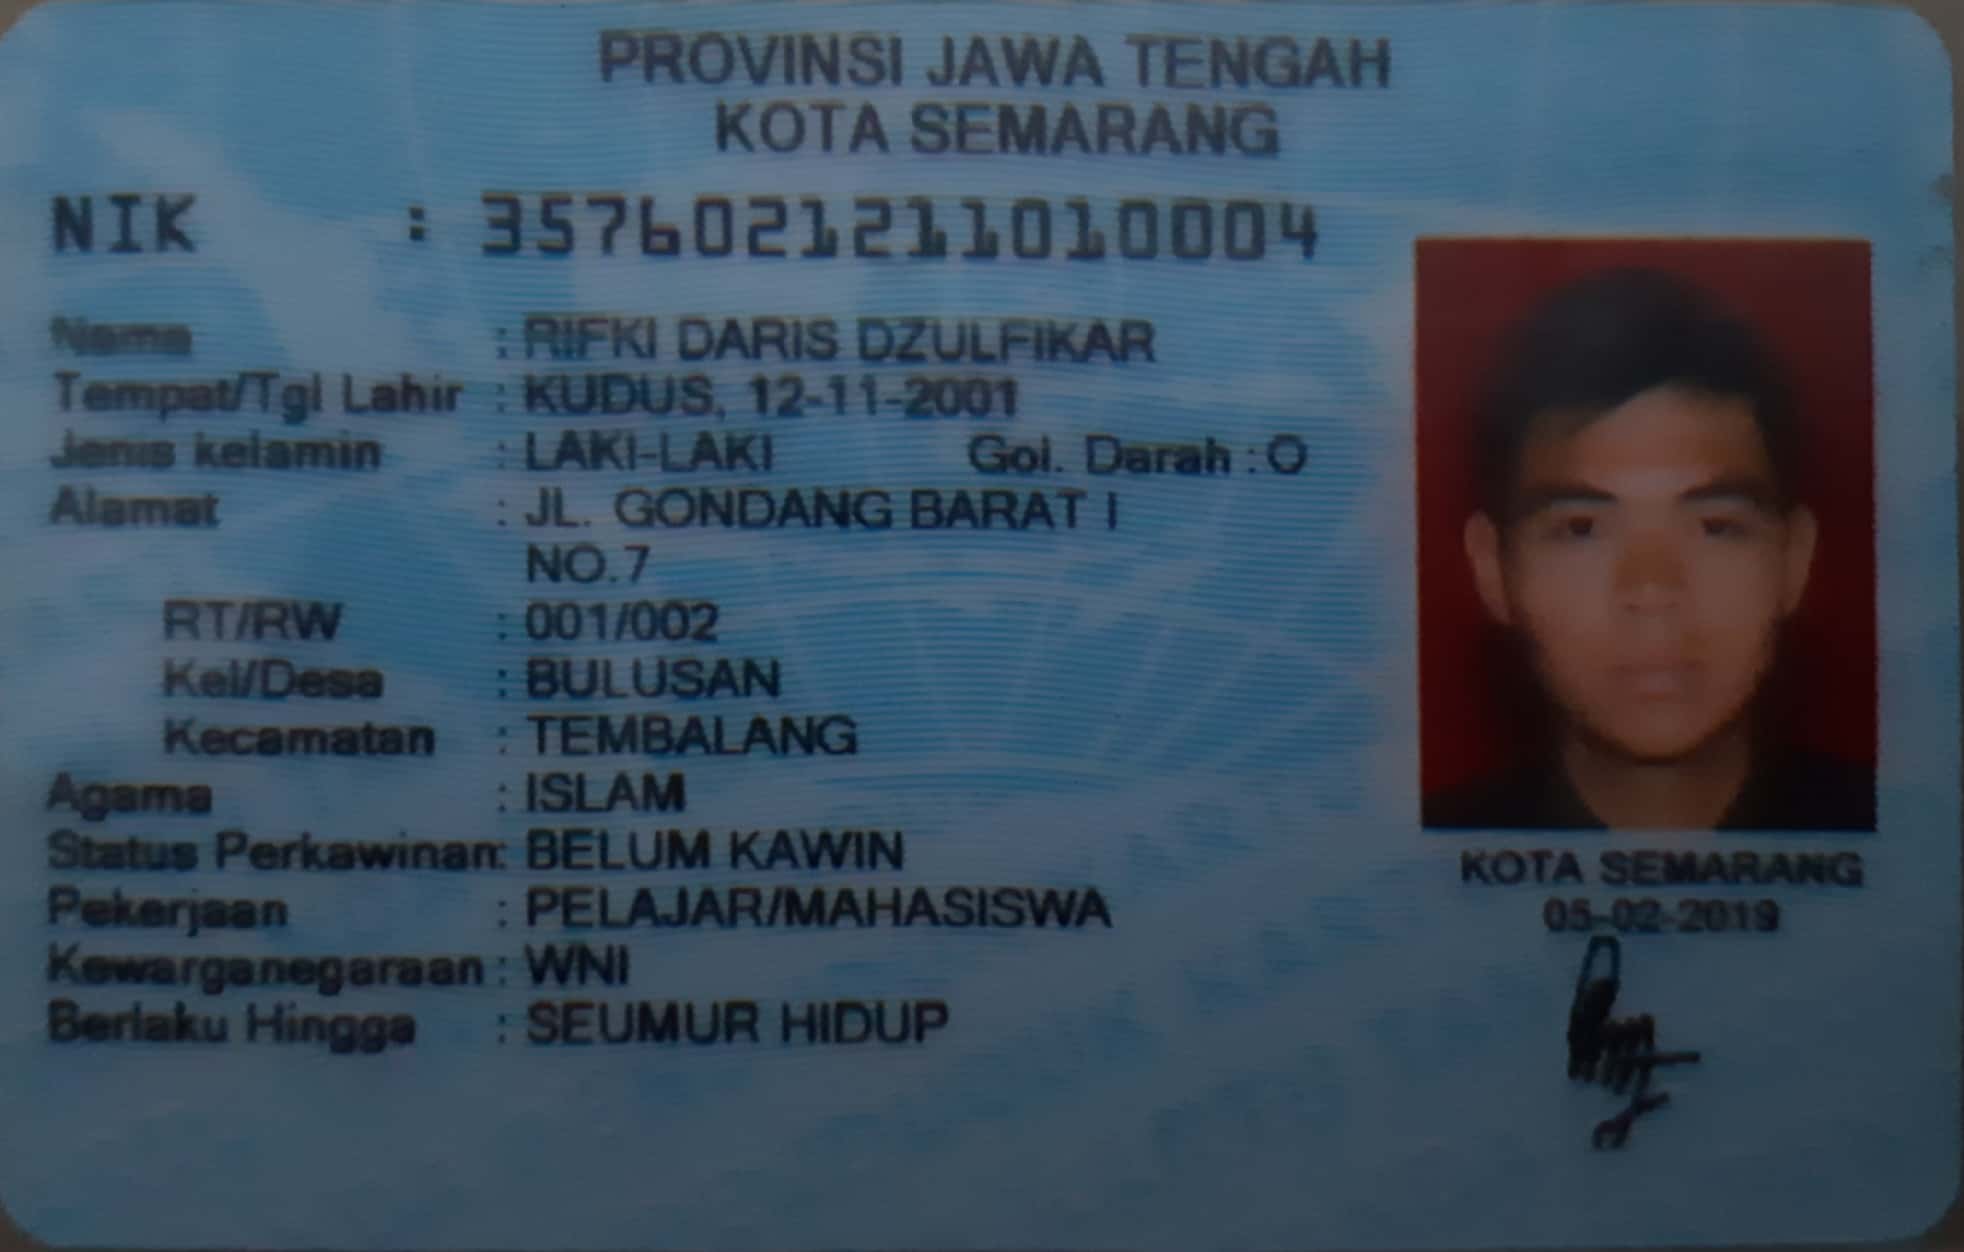 PROVINSI JAWA TENGAH
KOTA SEMARANG
NIK : 3576021211010004
Nama : RIFKI DARIS DZULFIKAR
Tempat/Tgl Lahir : KUDUS, 12-11-2001
Jenis kelamin : LAKI-LAKI Gol. Darah : O
Alamat : JL. GONDANG BARAT I
NO.7
RT/RW : 001/002
Kel/Desa : BULUSAN
Kecamatan : TEMBALANG
Agama : ISLAM
Status Perkawinan: BELUM KAWIN
Pekerjaan : PELAJAR/MAHASISWA
Kewarganegaraan : WNI
Berlaku Hingga : SEUMUR HIDUP
KOTA SEMARANG
05-02-2019